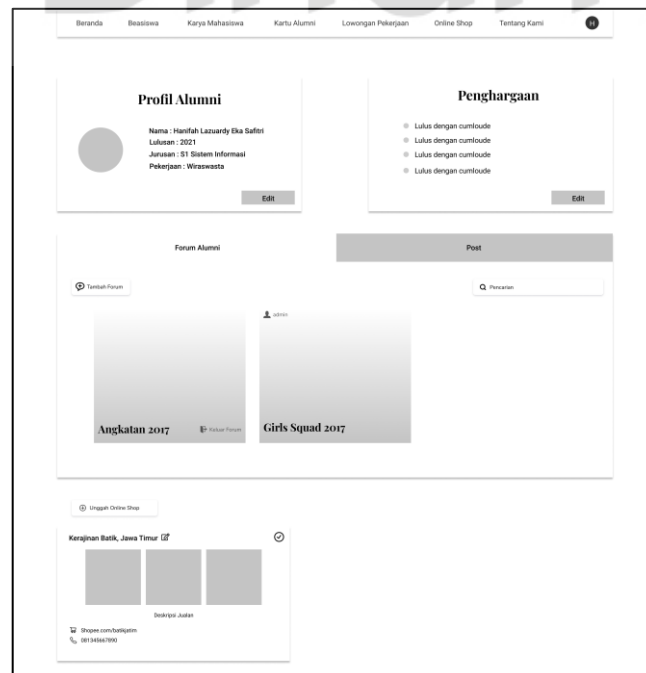 Beranda Beasiswa Karya Mahasiswa Kartu Alumni Lowongan Pekerjaan Online Shop Tentang Kami H
Profil Alumni
Nama : Hanifah Lazuardy Eka Safitri
Lulusan : 2021
Jurusan : S1 Sistem Informasi
Pekerjaan : Wiraswasta
Edit
Penghargaan
Lulus dengan cumloude
Lulus dengan cumloude
Lulus dengan cumloude
Lulus dengan cumloude
Edit
Forum Alumni Post
Tambah Forum Pencarian
admin
Angkatan 2017 Keluar Forum Girls Squad 2017
Unggah Online Shop
Kerajinan Batik, Jawa Timur
Deskripsi Jualan
Shopee.com/batikjatim
081345667890